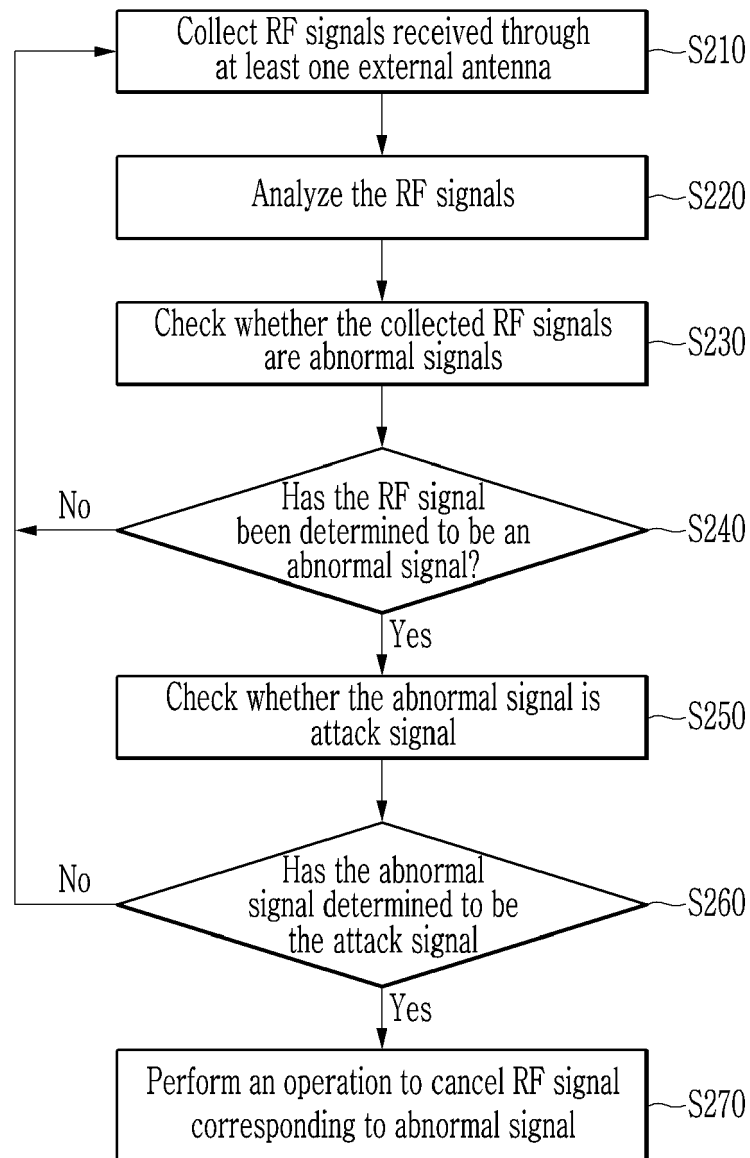 Collect RF signals received through
at least one external antenna
S210
Analyze the RF signals
S220
Check whether the collected RF signals
are abnormal signals
S230
Has the RF signal
been determined to be an
abnormal signal?
S240
No
Yes
Check whether the abnormal signal is
attack signal
S250
Has the abnormal
signal determined to be
the attack signal
S260
No
Yes
Perform an operation to cancel RF signal
corresponding to abnormal signal
S270